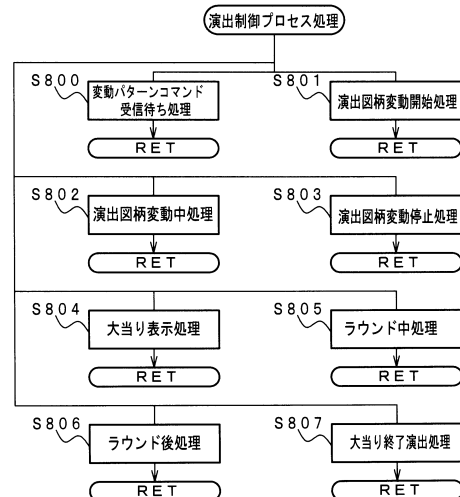 演出制御プロセス処理
S800
変動パターンコマンド
受信待ち処理
RET
S801
演出図柄変動開始処理
RET
S802
演出図柄変動中処理
RET
S803
演出図柄変動停止処理
RET
S804
大当り表示処理
RET
S805
ラウンド中処理
RET
S806
ラウンド後処理
RET
S807
大当り終了演出処理
RET